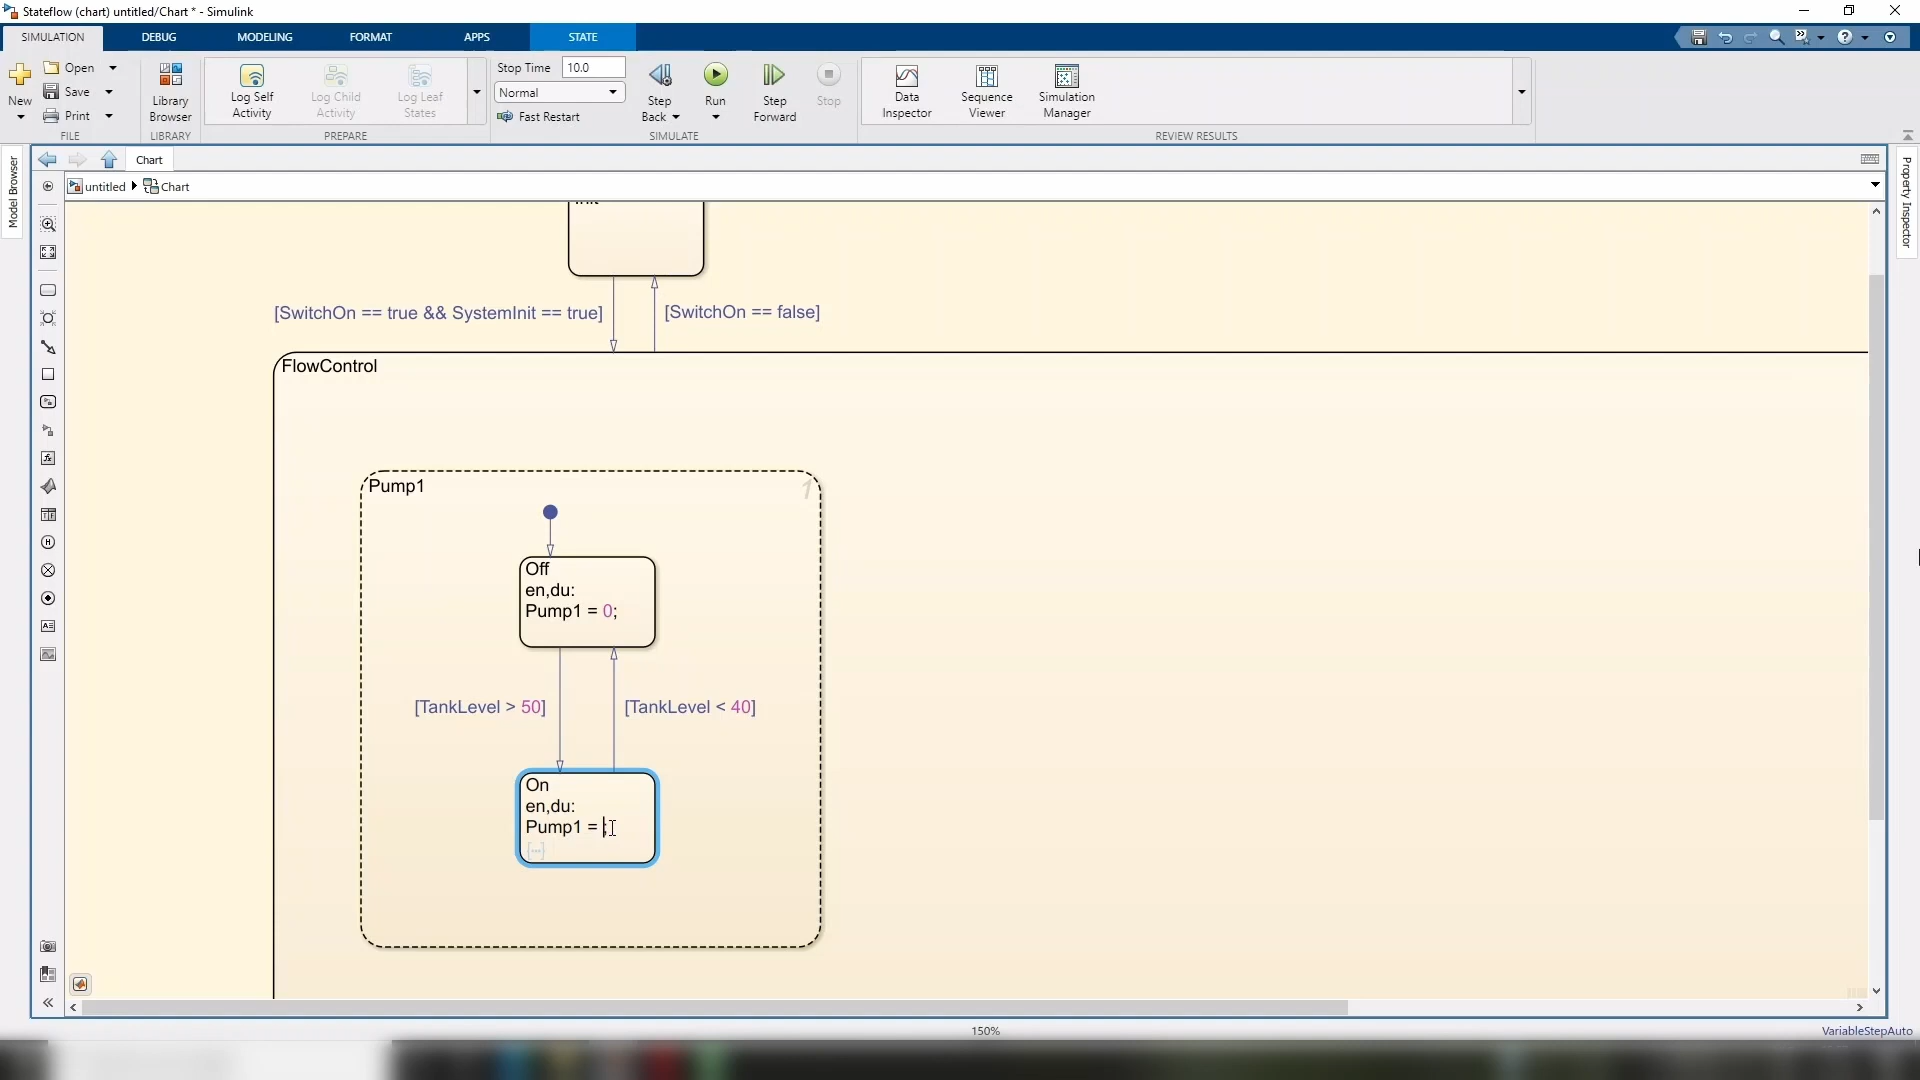 Stateflow (chart) untitled/Chart * - Simulink
SIMULATION DEBUG MODELING FORMAT APPS STATE
New
Open
Save
Print
FILE
Library
Browser
LIBRARY
Log Self
Activity
Log Child
Activity
Log Leaf
States
PREPARE
Stop Time 10.0
Normal
Fast Restart
Step
Back
Run
Step
Forward
Stop
SIMULATE
Data
Inspector
Sequence
Viewer
Simulation
Manager
REVIEW RESULTS
Model Browser
Property Inspector
Chart
untitled Chart
[SwitchOn == true && SystemInit == true]
[SwitchOn == false]
FlowControl
Pump1
1
Off
en,du:
Pump1 = 0;
[TankLevel > 50]
[TankLevel < 40]
On
en,du:
Pump1 = ;
{...}
150%
VariableStepAuto